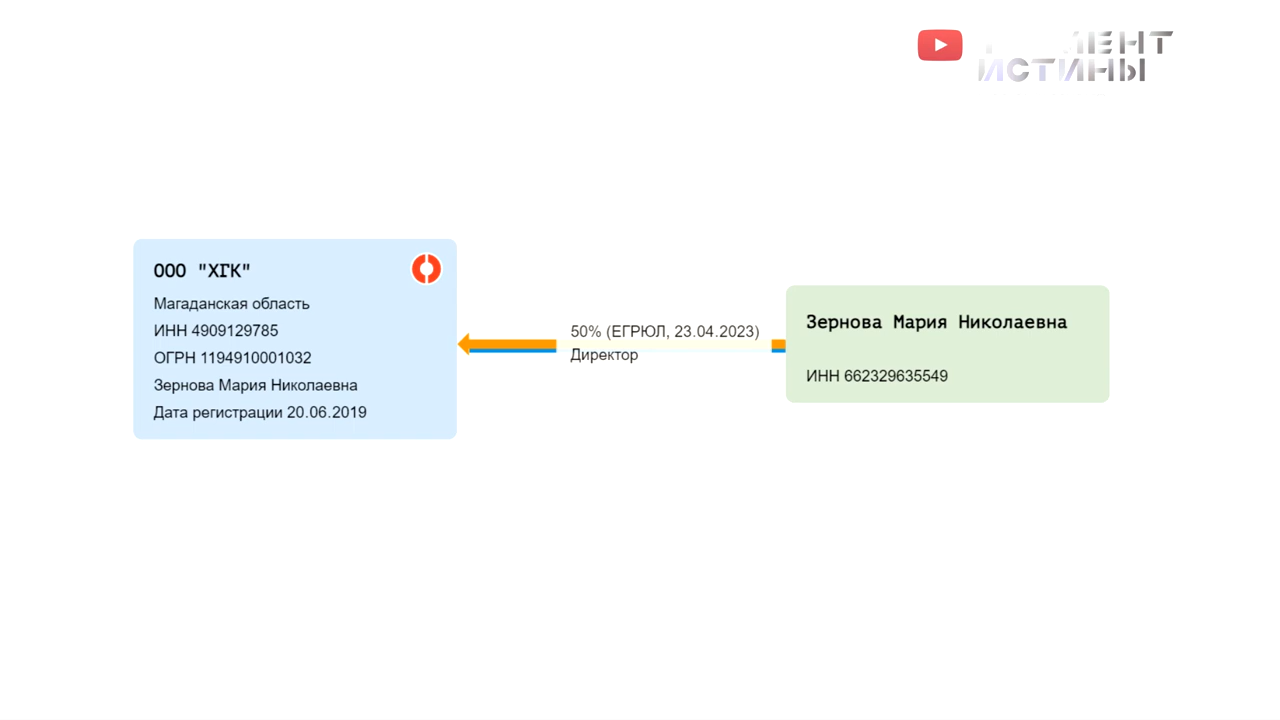 ИСТИНЫ
ООО "ХГК"
Магаданская область
ИНН 4909129785
ОГРН 1194910001032
Зернова Мария Николаевна
Дата регистрации 20.06.2019
50% (ЕГРЮЛ, 23.04.2023)
Директор
Зернова Мария Николаевна
ИНН 662329635549